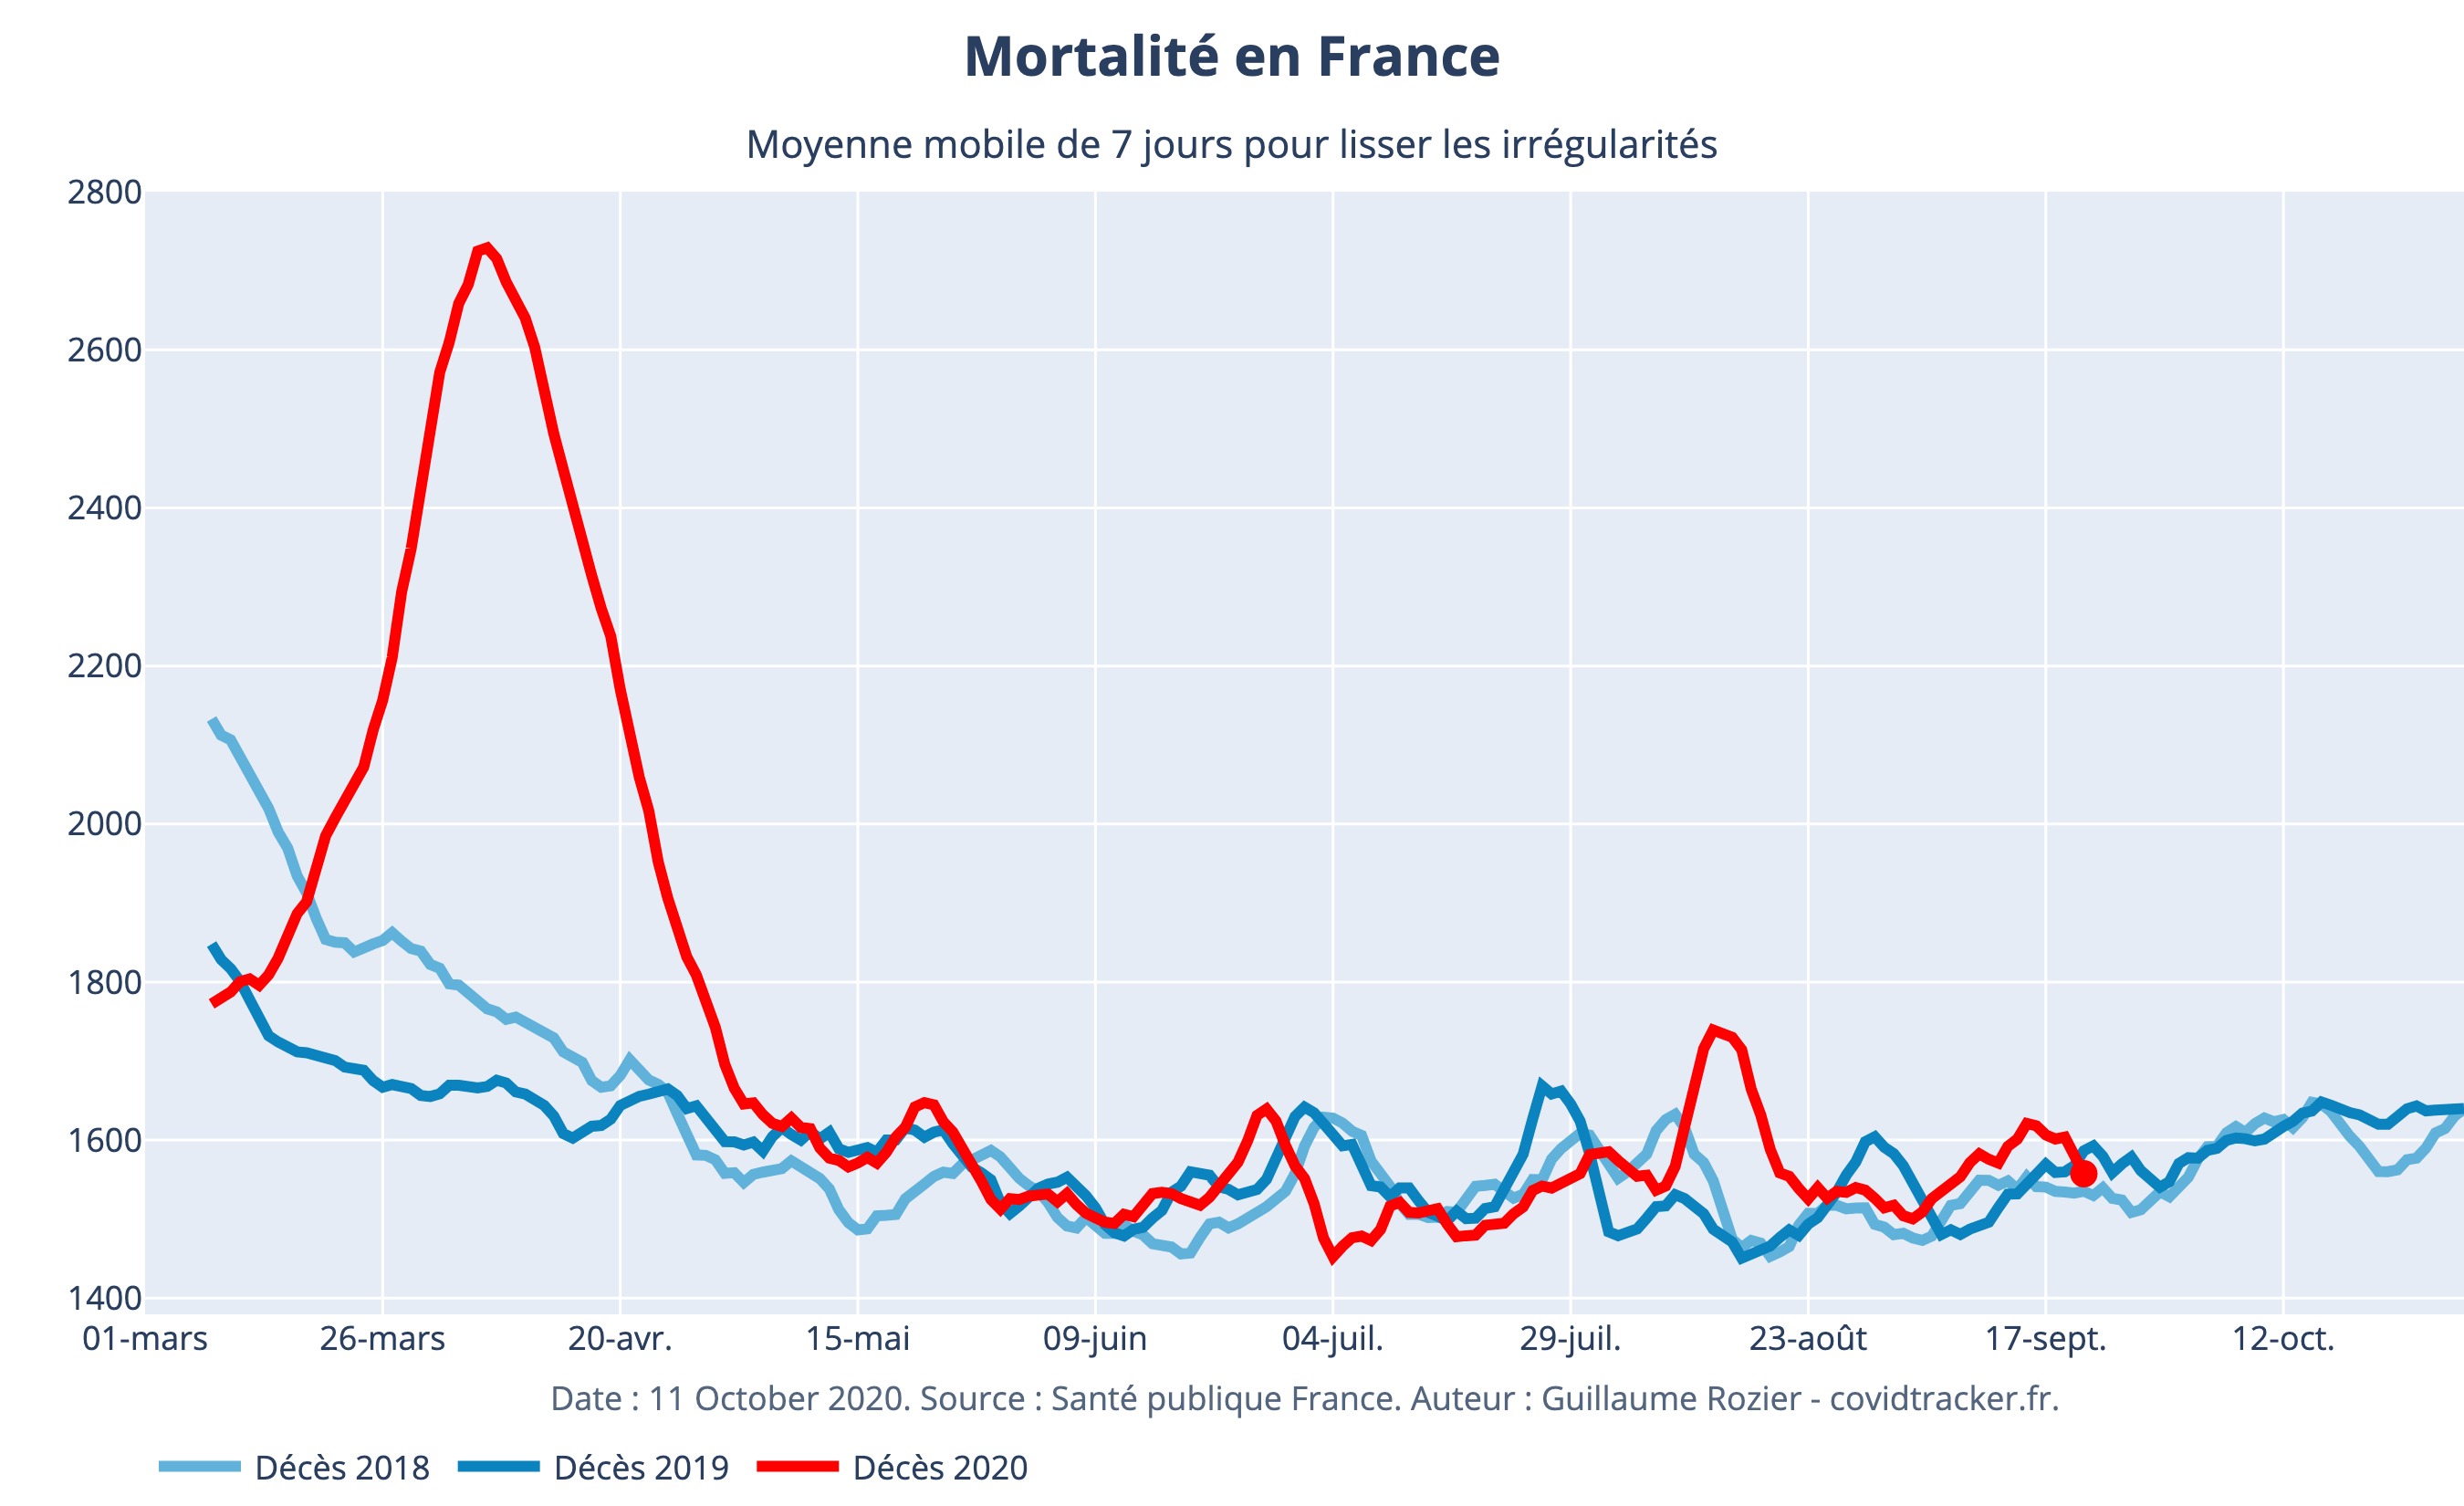 Mortalité en France
Moyenne mobile de 7 jours pour lisser les irrégularités
2800
2600
2400
2200
2000
1800
1600
1400
01-mars 26-mars 20-avr. 15-mai 09-juin 04-juil. 29-juil. 23-août 17-sept. 12-oct.
Date : 11 October 2020. Source : Santé publique France. Auteur : Guillaume Rozier - covidtracker.fr.
Décès 2018 Décès 2019 Décès 2020